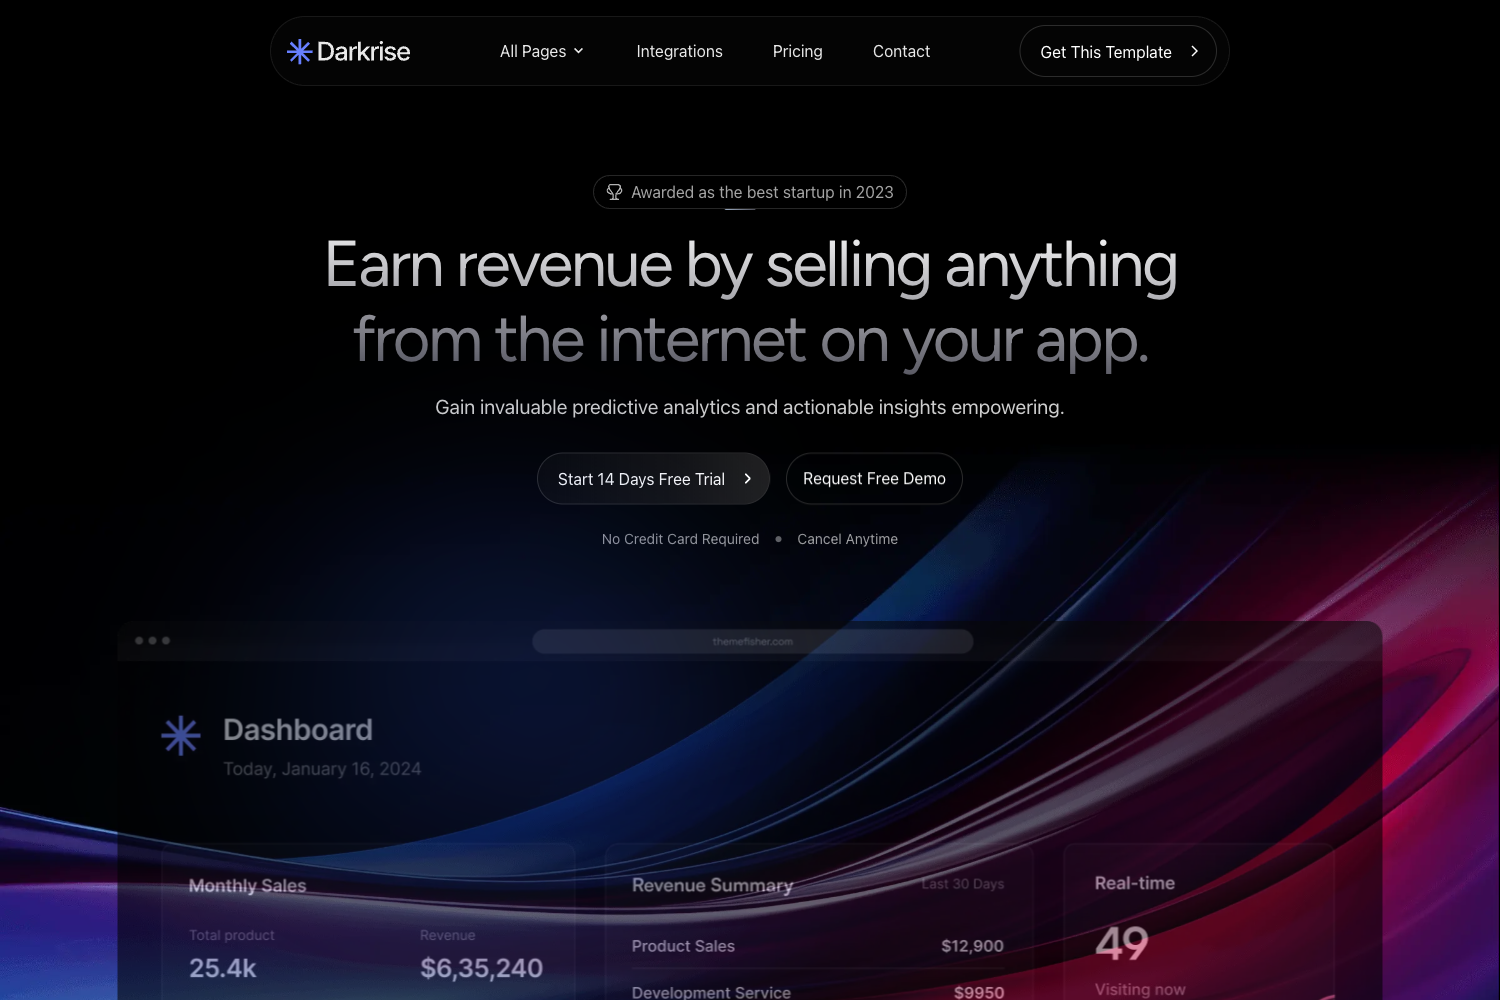 Darkrise
All Pages
Integrations
Pricing
Contact
Get This Template
Awarded as the best startup in 2023
Earn revenue by selling anything
from the internet on your app.
Gain invaluable predictive analytics and actionable insights empowering.
Start 14 Days Free Trial
Request Free Demo
No Credit Card Required • Cancel Anytime
themefisher.com
Dashboard
Today, January 16, 2024
Monthly Sales
Total product
Revenue
25.4k
$6,35,240
Revenue Summary
Last 30 Days
Product Sales
$12,900
Development Service
$9950
Real-time
49
Visiting now